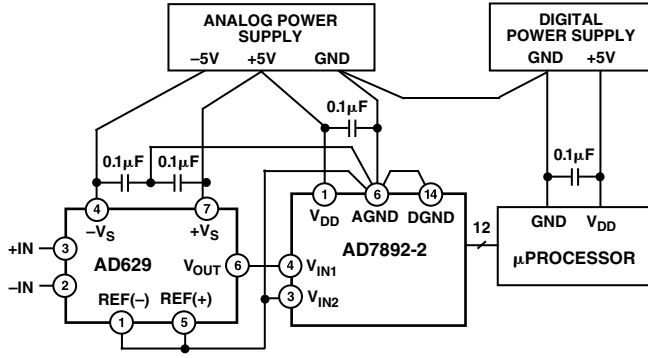 ANALOG POWER
SUPPLY
–5V +5V GND
DIGITAL
POWER SUPPLY
GND +5V
0.1µF
0.1µF 0.1µF
0.1µF
4 7 1 6 14
–VS +VS
VDD AGND DGND
GND VDD
+IN 3
AD629
AD7892-2
12
µPROCESSOR
VOUT 6 4 VIN1
–IN 2
3 VIN2
REF(–) REF(+)
1 5